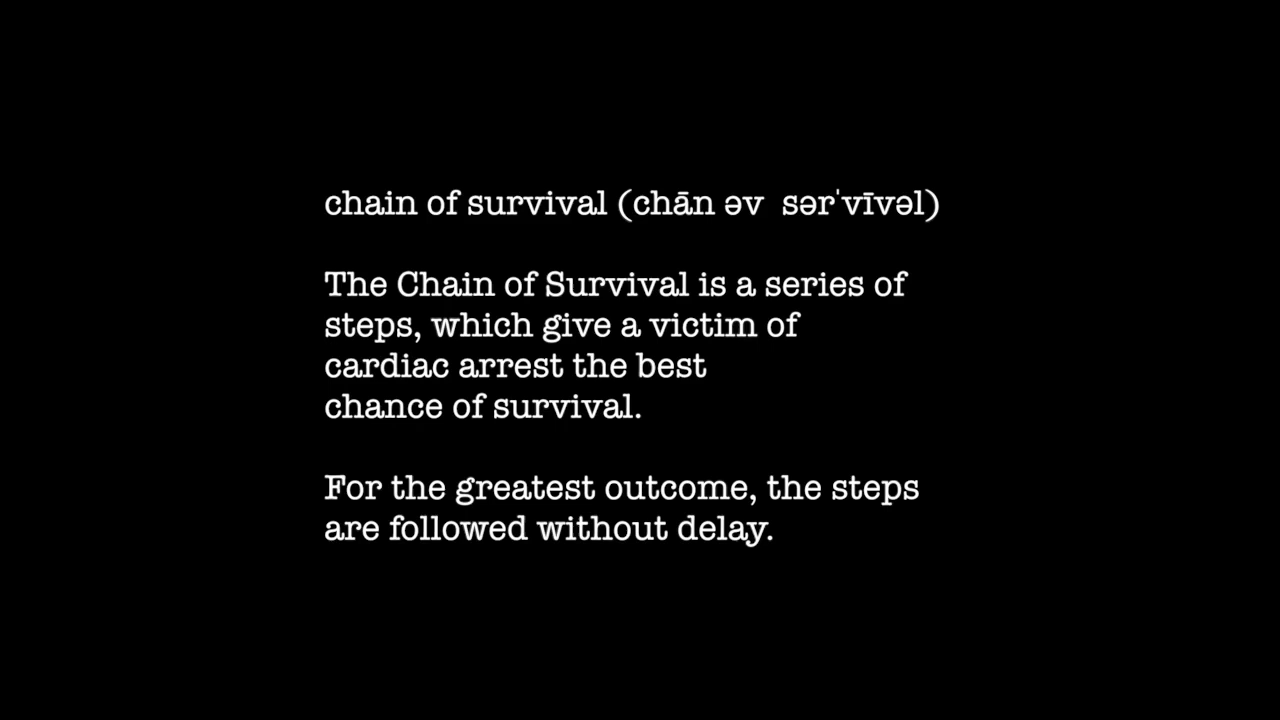 chain of survival (chān əv  sərˈvīvəl)
The Chain of Survival is a series of
steps, which give a victim of
cardiac arrest the best
chance of survival.
For the greatest outcome, the steps
are followed without delay.